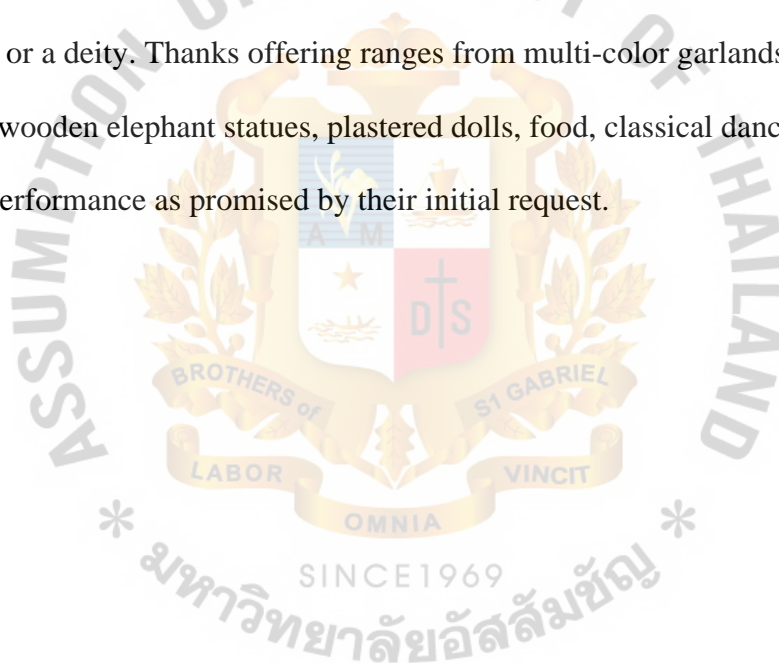 or a deity. Thanks offering ranges from multi-color garlands
wooden elephant statues, plastered dolls, food, classical danc
erformance as promised by their initial request.
ASSUMPTION
OF THAILAND
A M
D S
BROTHERS of
S1 GABRIEL
LABOR
VINCIT
OMNIA
SINCE1969
มหาวิทยาลัยอัสสัมชัญ